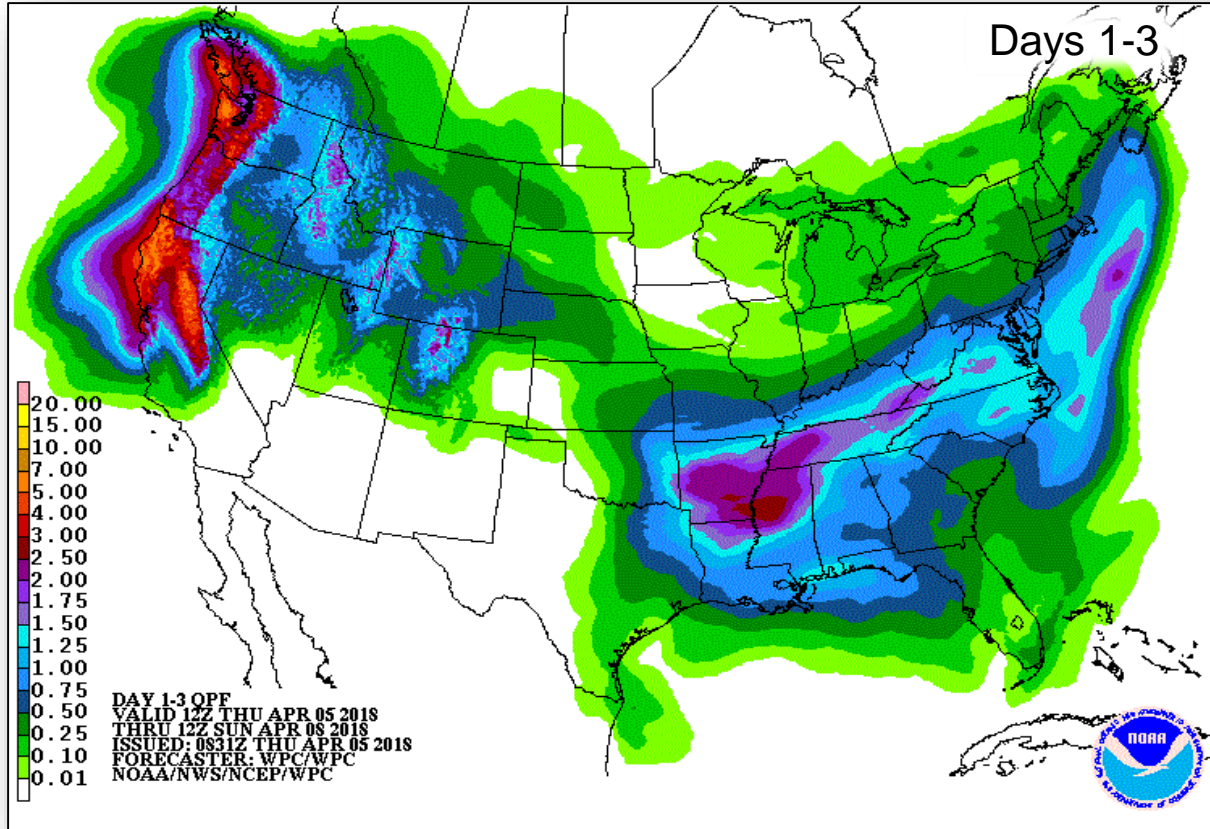 Days 1-3
20.00
15.00
10.00
7.00
5.00
4.00
3.00
2.50
2.00
1.75
1.50
1.25
1.00
0.75
0.50
0.25
0.10
0.01
DAY 1-3 QPF
VALID 12Z THU APR 05 2018
THRU 12Z SUN APR 08 2018
ISSUED: 0831Z THU APR 05 2018
FORECASTER: WPC/WPC
NOAA/NWS/NCEP/WPC
NOAA